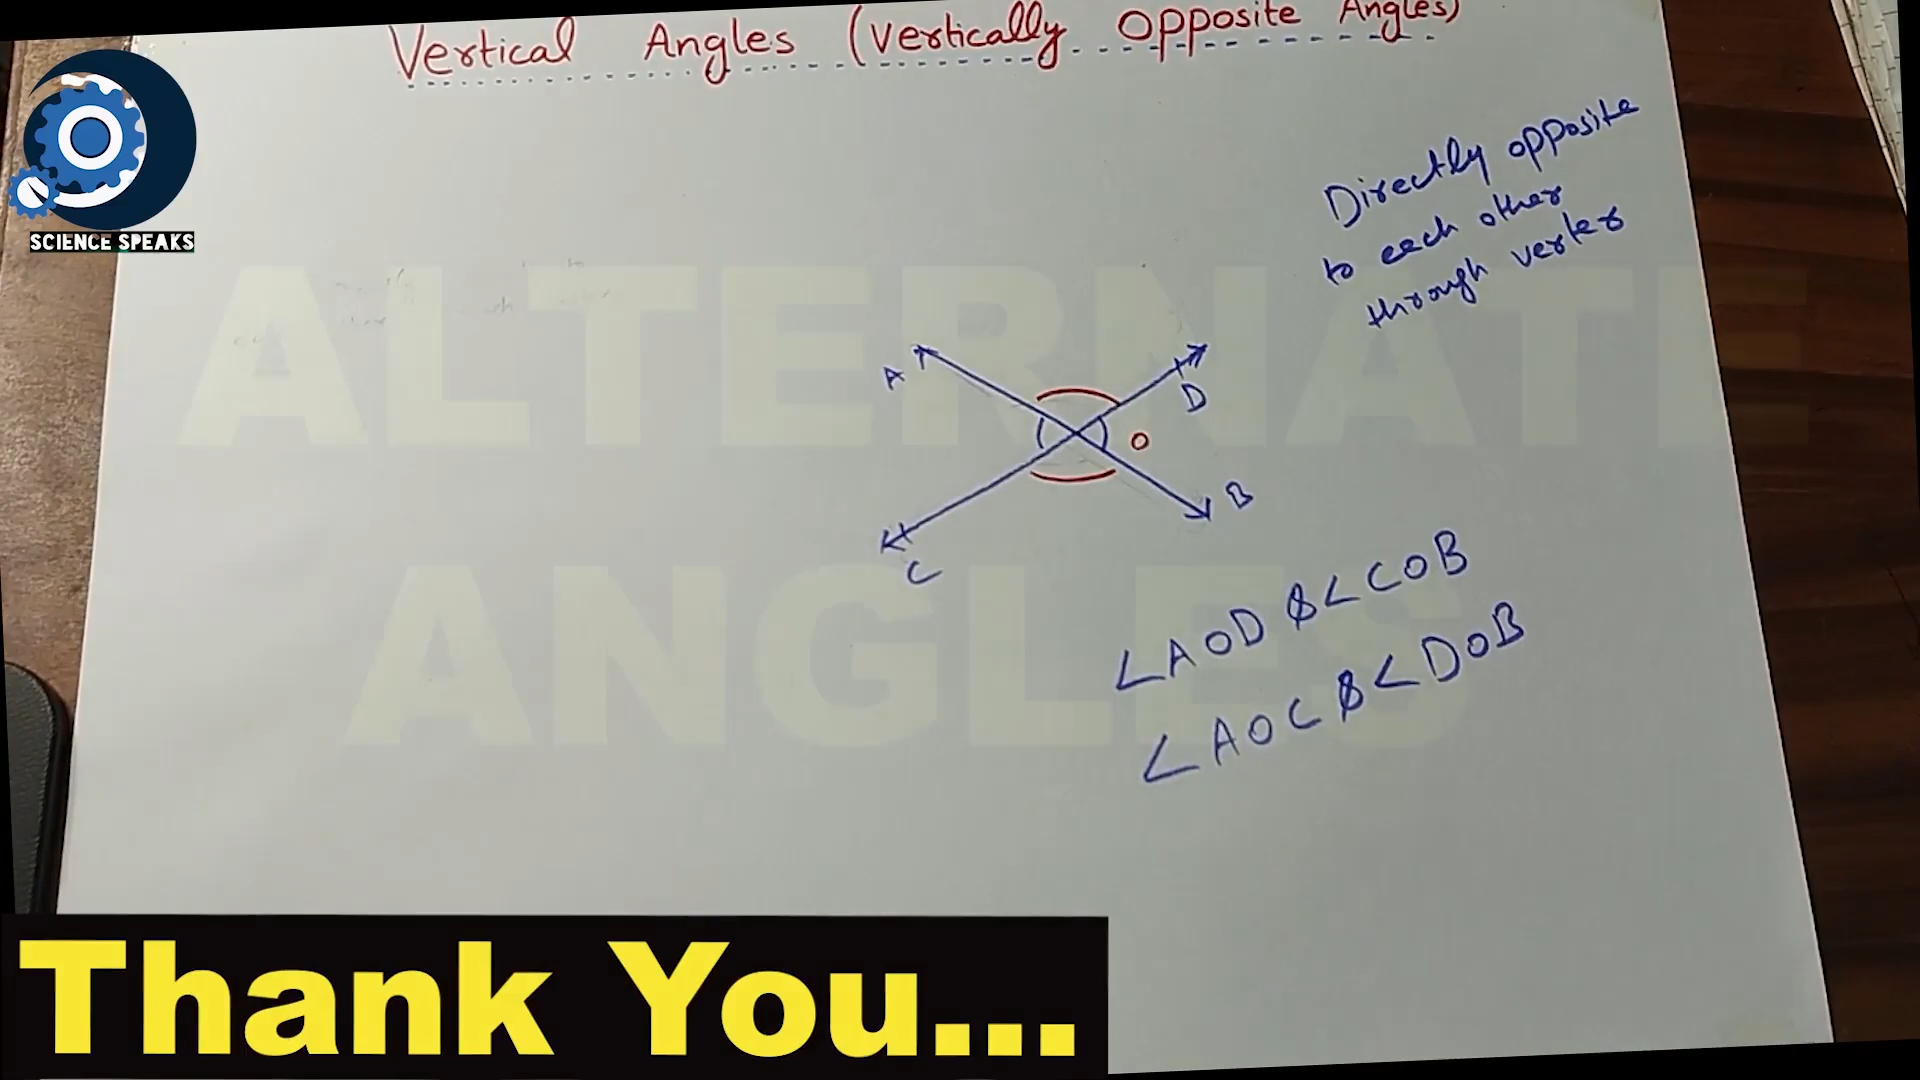 Vertical Angles (Vertically Opposite Angles)
SCIENCE SPEAKS
Directly opposite
to each other
through vertex
ALTERNATE
ANGLES
A
D
O
B
C
<AOD & <COB
<AOC & <DOB
Thank You...